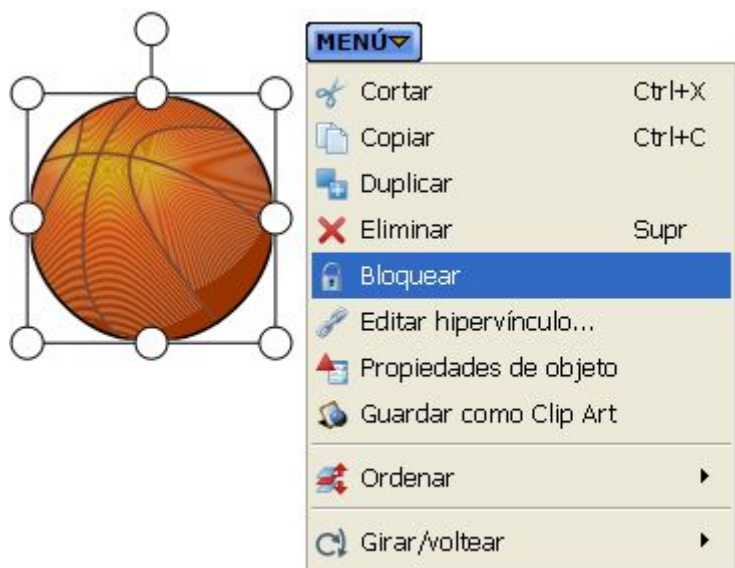 MENÚ
Cortar Ctrl+X
Copiar Ctrl+C
Duplicar
Eliminar Supr
Bloquear
Editar hipervínculo...
Propiedades de objeto
Guardar como Clip Art
Ordenar
Girar/voltear